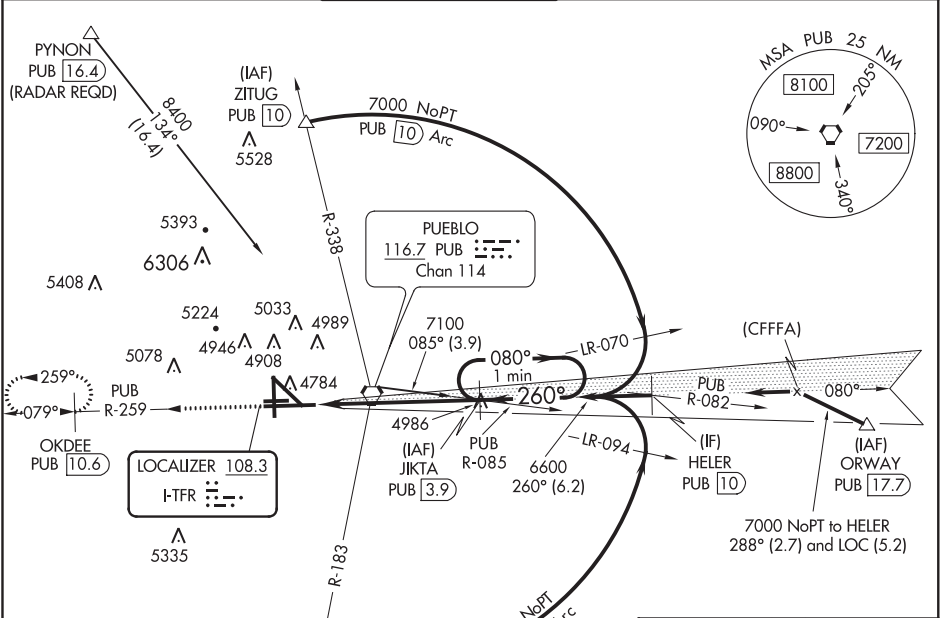 PYNON
PUB 16.4
(RADAR REQD)
8400
134°
(16.4)
(IAF)
ZITUG
PUB 10
5528
7000 NoPT
PUB 10 Arc
MSA PUB 25 NM
8100
205°
090°
7200
8800
340°
5393
6306
5408
R-338
PUEBLO
116.7 PUB
Chan 114
5224
5033
4989
4946
4908
5078
4784
7100
085° (3.9)
080°
1 min
260°
LR-070
(CFFFA)
259°
079°
PUB
R-259
PUB
R-082
080°
OKDEE
PUB 10.6
LOCALIZER 108.3
I-TFR
4986
(IAF)
JIKTA
PUB 3.9
PUB
R-085
6600
260° (6.2)
LR-094
(IF)
HELER
PUB 10
(IAF)
ORWAY
PUB 17.7
7000 NoPT to HELER
288° (2.7) and LOC (5.2)
5335
R-183
NoPT